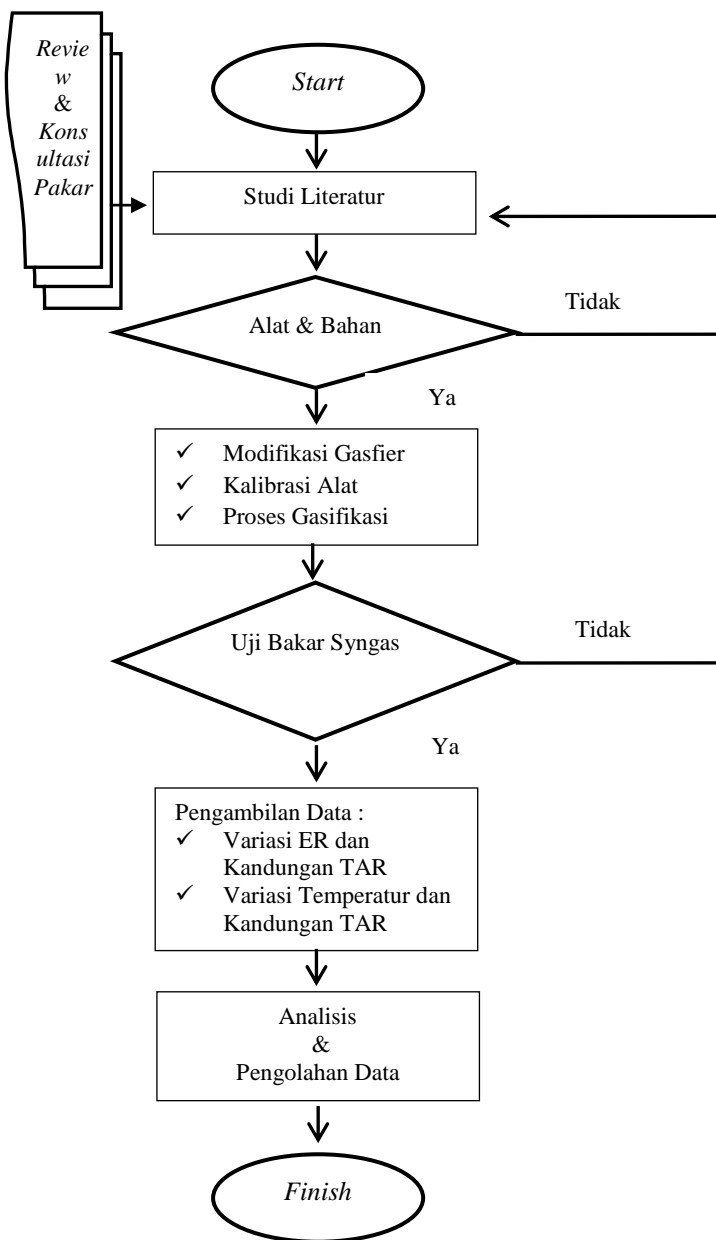 Revie
w
&
Kons
ultasi
Pakar
Start
Studi Literatur
Alat & Bahan
Tidak
Ya
✓ Modifikasi Gasfier
✓ Kalibrasi Alat
✓ Proses Gasifikasi
Uji Bakar Syngas
Tidak
Ya
Pengambilan Data :
✓ Variasi ER dan
Kandungan TAR
✓ Variasi Temperatur dan
Kandungan TAR
Analisis
&
Pengolahan Data
Finish